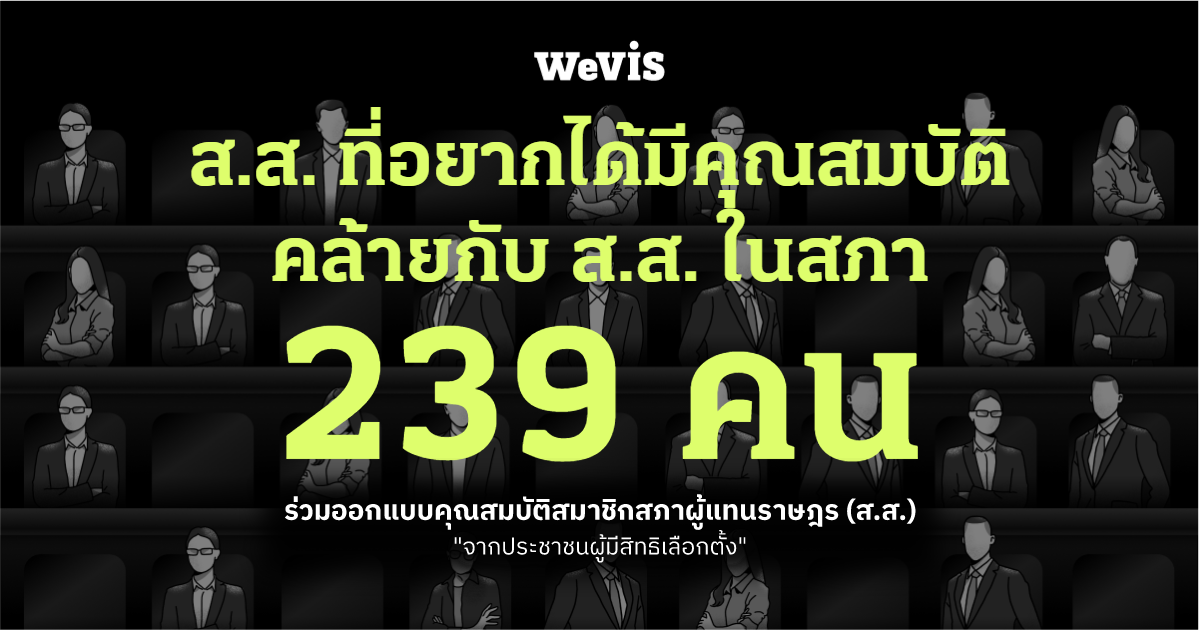 WeVIS
ส.ส. ที่อยากได้มีคุณสมบัติ
คล้ายกับ ส.ส. ในสภา
239 คน
ร่วมออกแบบคุณสมบัติสมาชิกสภาผู้แทนราษฎร (ส.ส.)
"จากประชาชนผู้มีสิทธิเลือกตั้ง"